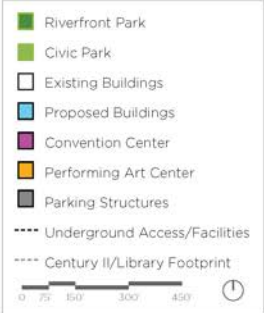 Riverfront Park
Civic Park
Existing Buildings
Proposed Buildings
Convention Center
Performing Art Center
Parking Structures
Underground Access/Facilities
Century II/Library Footprint
0 75' 150' 300' 450'